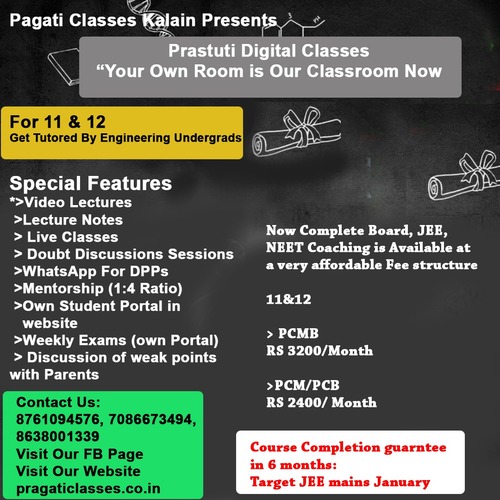 Pagati Classes Kalain Presents
Prastuti Digital Classes
“Your Own Room is Our Classroom Now
For 11 & 12
Get Tutored By Engineering Undergrads
Special Features
*>Video Lectures
>Lecture Notes
> Live Classes
> Doubt Discussions Sessions
>WhatsApp For DPPs
>Mentorship (1:4 Ratio)
>Own Student Portal in
website
>Weekly Exams (own Portal)
> Discussion of weak points
with Parents
Now Complete Board, JEE,
NEET Coaching is Available at
a very affordable Fee structure
11&12
> PCMB
RS 3200/Month
>PCM/PCB
RS 2400/ Month
Contact Us:
8761094576, 7086673494,
8638001339
Visit Our FB Page
Visit Our Website
pragaticlasses.co.in
Course Completion guarntee
in 6 months:
Target JEE mains January